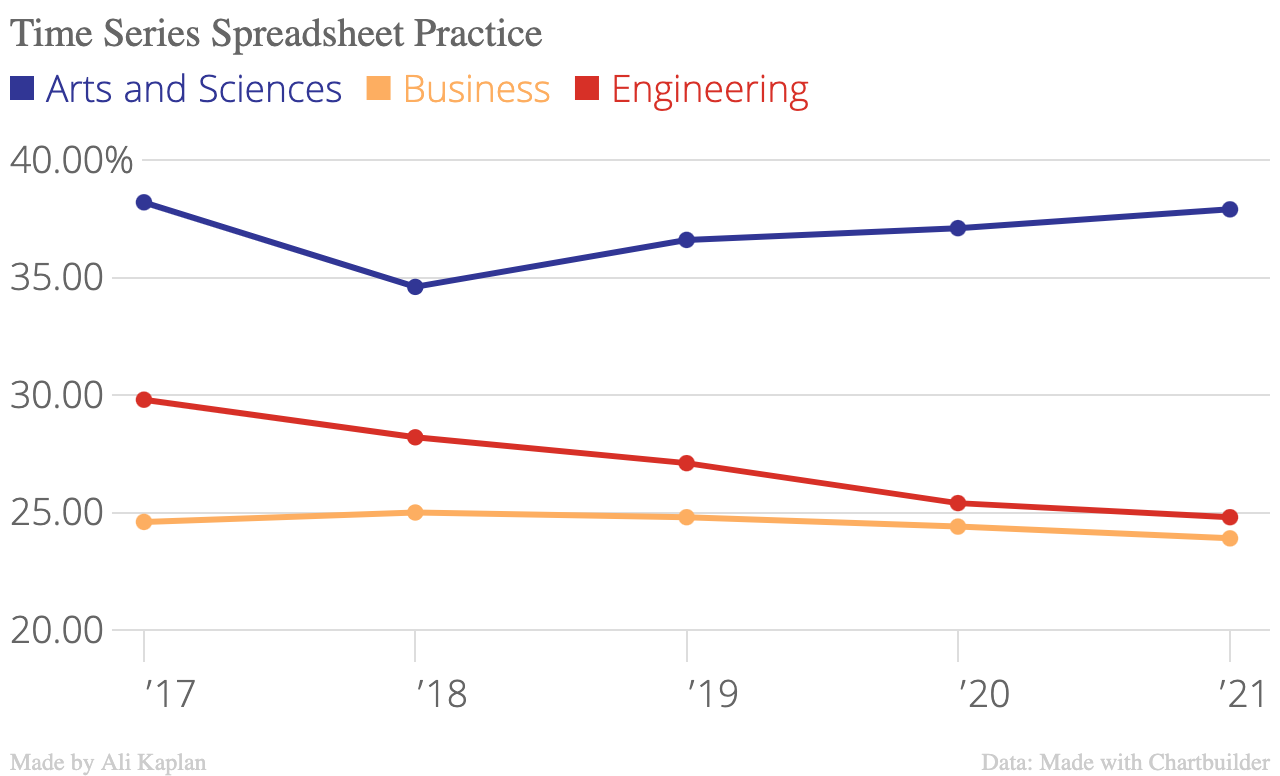 Time Series Spreadsheet Practice
Arts and Sciences Business Engineering
40.00%
35.00
30.00
25.00
20.00
’17 ’18 ’19 ’20 ’21
Made by Ali Kaplan Data: Made with Chartbuilder